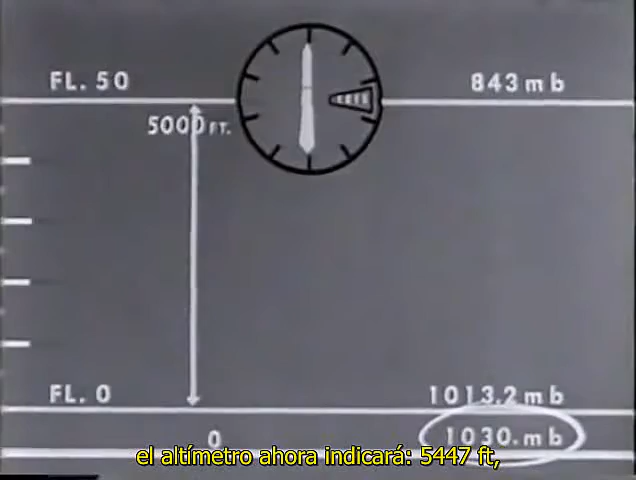 FL. 50
843 mb
5000 FT.
FL. 0
1013.2 mb
0
1030. mb
el altímetro ahora indicará: 5447 ft,